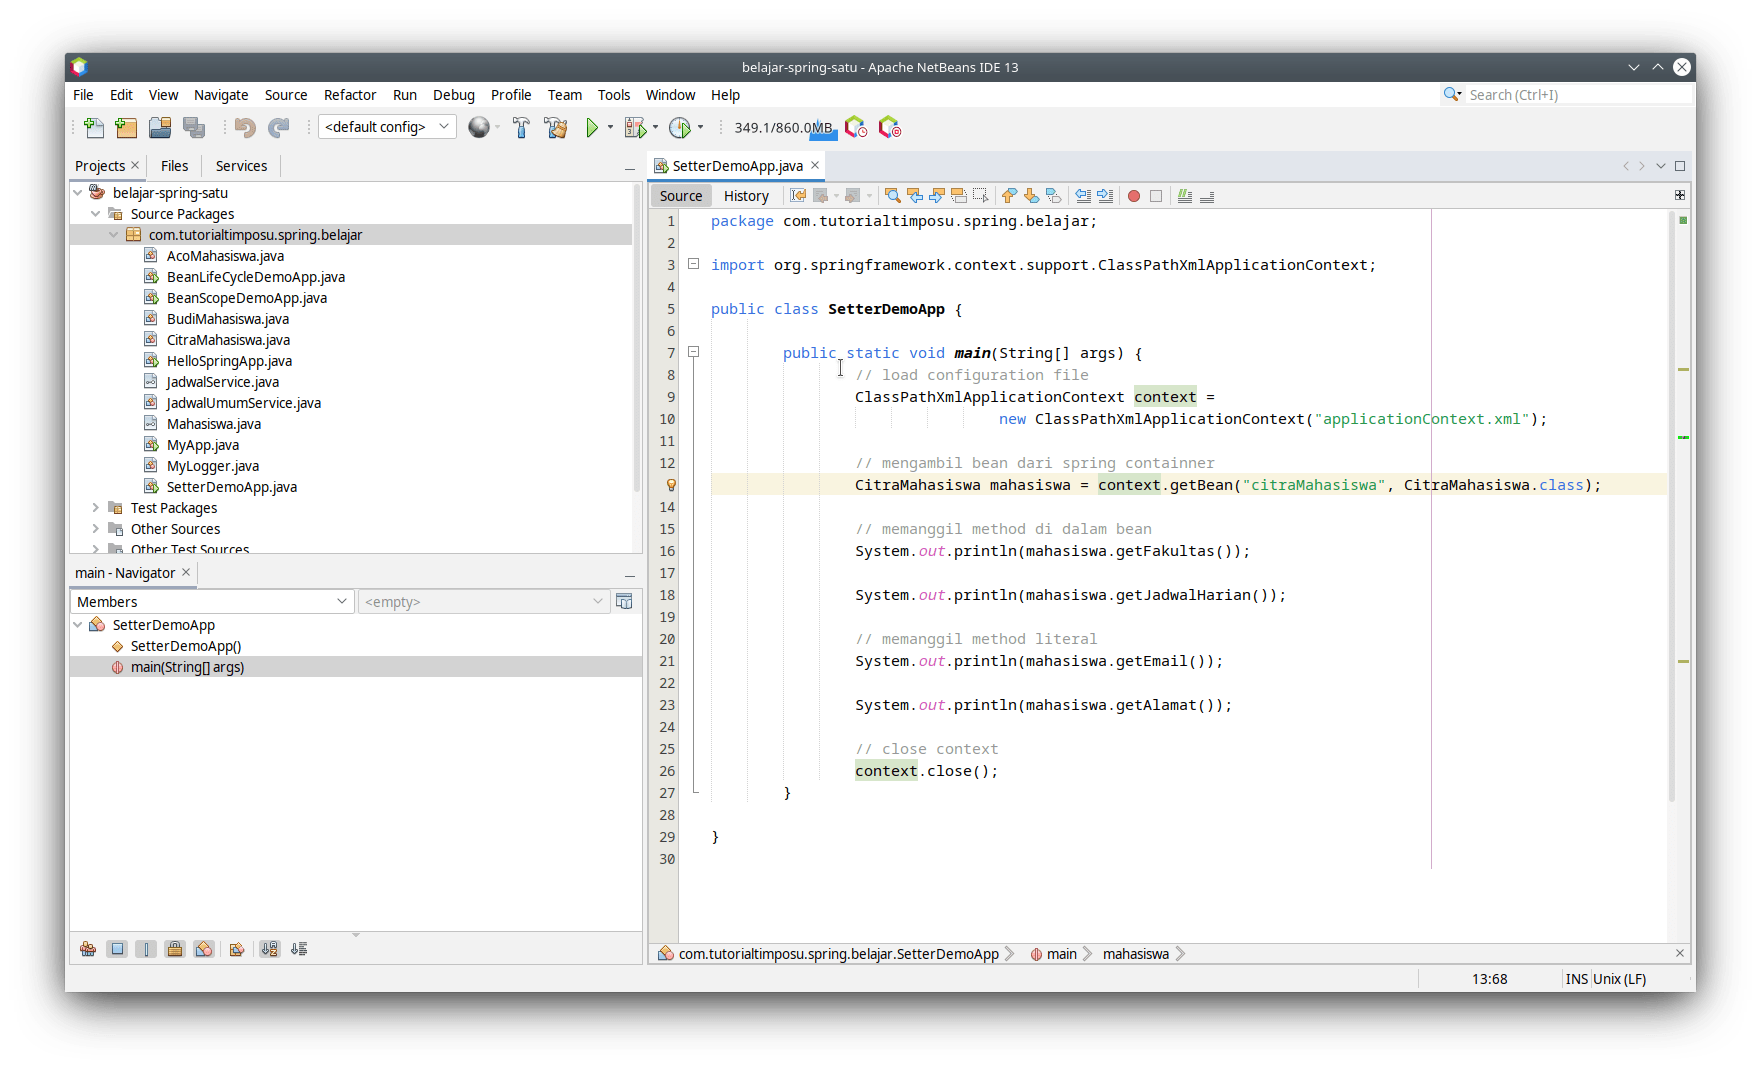 belajar-spring-satu - Apache NetBeans IDE 13
File Edit View Navigate Source Refactor Run Debug Profile Team Tools Window Help
Search (Ctrl+I)
<default config>
349.1/860.0MB
Projects Files Services
belajar-spring-satu
Source Packages
com.tutorialtimposu.spring.belajar
AcoMahasiswa.java
BeanLifeCycleDemoApp.java
BeanScopeDemoApp.java
BudiMahasiswa.java
CitraMahasiswa.java
HelloSpringApp.java
JadwalService.java
JadwalUmumService.java
Mahasiswa.java
MyApp.java
MyLogger.java
SetterDemoApp.java
Test Packages
Other Sources
Other Test Sources
main - Navigator
Members
<empty>
SetterDemoApp
SetterDemoApp()
main(String[] args)
SetterDemoApp.java
Source History
1 package com.tutorialtimposu.spring.belajar;
2
3 import org.springframework.context.support.ClassPathXmlApplicationContext;
4
5 public class SetterDemoApp {
6
7 public static void main(String[] args) {
8 // load configuration file
9 ClassPathXmlApplicationContext context =
10 new ClassPathXmlApplicationContext("applicationContext.xml");
11
12 // mengambil bean dari spring containner
CitraMahasiswa mahasiswa = context.getBean("citraMahasiswa", CitraMahasiswa.class);
14
15 // memanggil method di dalam bean
16 System.out.println(mahasiswa.getFakultas());
17
18 System.out.println(mahasiswa.getJadwalHarian());
19
20 // memanggil method literal
21 System.out.println(mahasiswa.getEmail());
22
23 System.out.println(mahasiswa.getAlamat());
24
25 // close context
26 context.close();
27 }
28
29 }
30
com.tutorialtimposu.spring.belajar.SetterDemoApp main mahasiswa
13:68 INS Unix (LF)